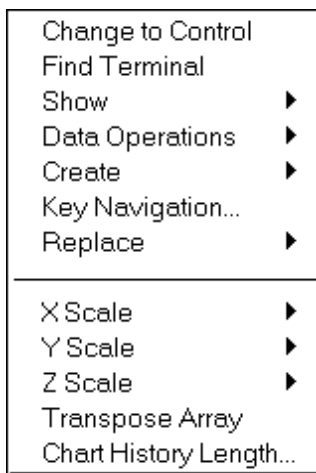 Change to Control
Find Terminal
Show
Data Operations
Create
Key Navigation...
Replace
X Scale
Y Scale
Z Scale
Transpose Array
Chart History Length...